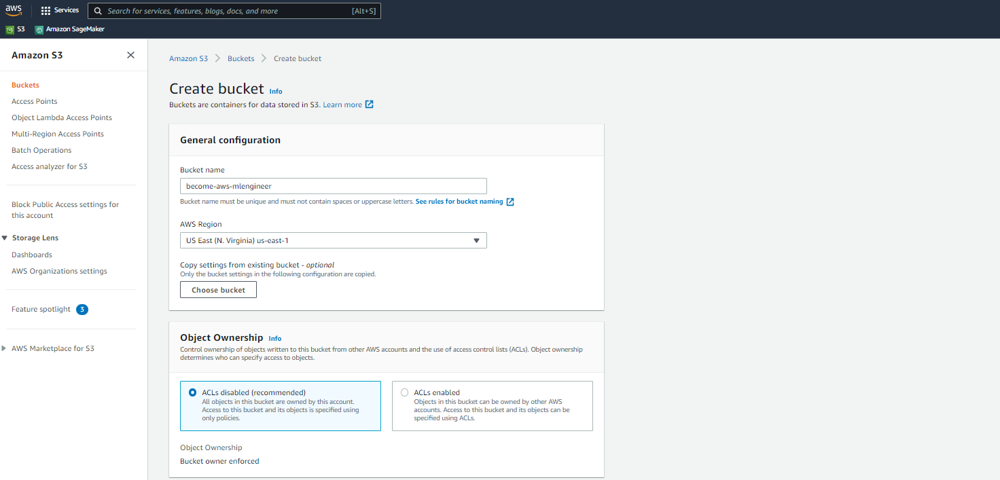 aws
Services
Search for services, features, blogs, docs, and more
[Alt+S]
S3
Amazon SageMaker
Amazon S3
Buckets
Access Points
Object Lambda Access Points
Multi-Region Access Points
Batch Operations
Access analyzer for S3
Block Public Access settings for
this account
Storage Lens
Dashboards
AWS Organizations settings
Feature spotlight 3
AWS Marketplace for S3
Amazon S3 > Buckets > Create bucket
Create bucket Info
Buckets are containers for data stored in S3. Learn more
General configuration
Bucket name
become-aws-mlengineer
Bucket name must be unique and must not contain spaces or uppercase letters. See rules for bucket naming
AWS Region
US East (N. Virginia) us-east-1
Copy settings from existing bucket - optional
Only the bucket settings in the following configuration are copied.
Choose bucket
Object Ownership Info
Control ownership of objects written to this bucket from other AWS accounts and the use of access control lists (ACLs). Object ownership
determines who can specify access to objects.
ACLs disabled (recommended)
All objects in this bucket are owned by this account.
Access to this bucket and its objects is specified using
only policies.
ACLs enabled
Objects in this bucket can be owned by other AWS
accounts. Access to this bucket and its objects can be
specified using ACLs.
Object Ownership
Bucket owner enforced